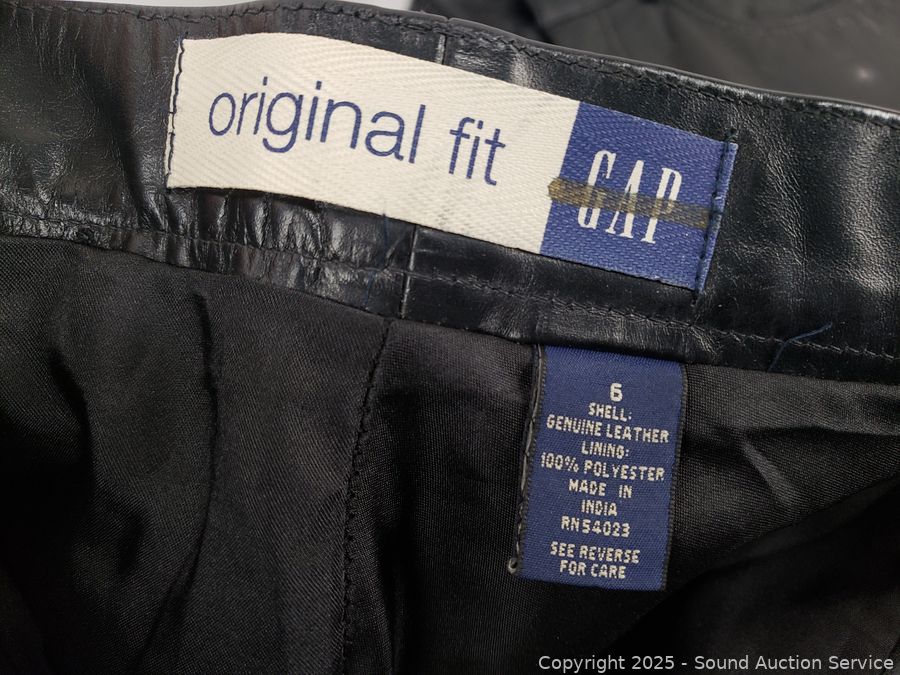 original fit GAP
6
SHELL:
GENUINE LEATHER
LINING:
100% POLYESTER
MADE IN
INDIA
RN54023
SEE REVERSE
FOR CARE
Copyright 2025 - Sound Auction Service